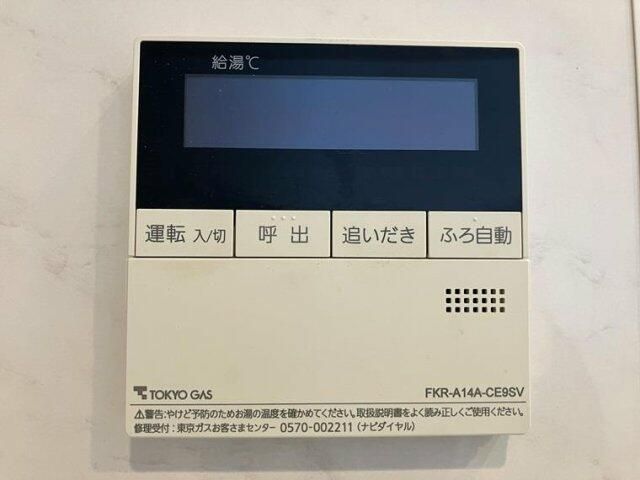 給湯℃
運転 入/切 呼出 追いだき ふろ自動
TOKYO GAS FKR-A14A-CE9SV
⚠警告:やけど予防のためお湯の温度を確かめてください。取扱説明書をよく読み正しくご使用ください。
修理受付:東京ガスお客さまセンター 0570-002211(ナビダイヤル)